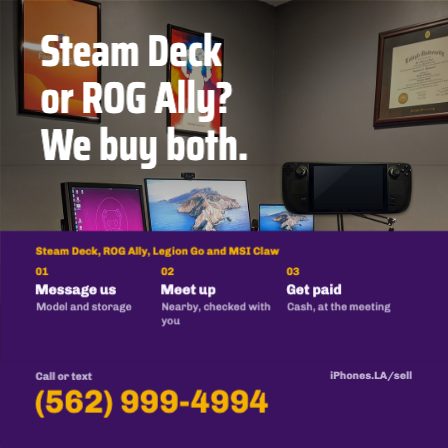 Steam Deck
or ROG Ally?
We buy both.
Steam Deck, ROG Ally, Legion Go and MSI Claw
01
Message us
Model and storage
02
Meet up
Nearby, checked with
you
03
Get paid
Cash, at the meeting
Call or text
(562) 999-4994
iPhones.LA/sell